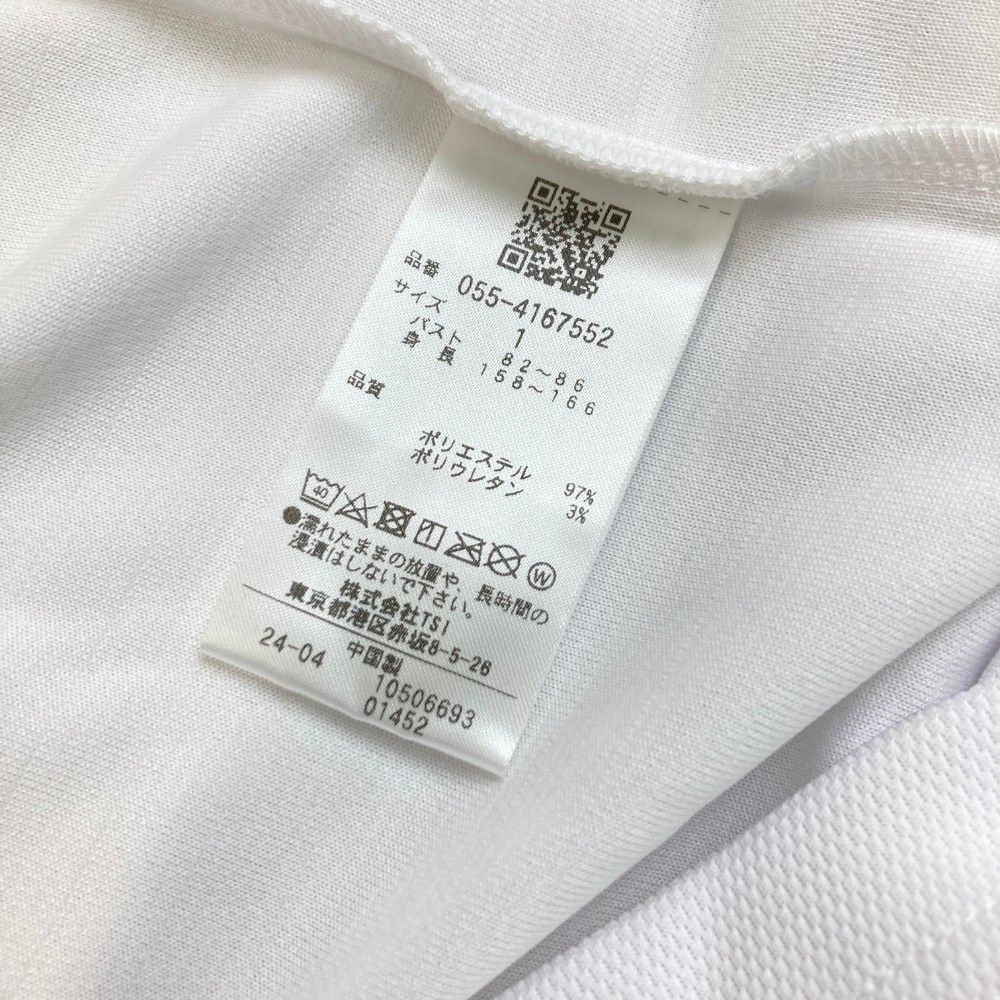 品番 055-4167552
サイズ 1
バスト 82～86
身長 158～166
品質
ポリエステル 97%
ポリウレタン 3%
40 W
●濡れたままの放置や、長時間の
浸漬はしないで下さい。
株式会社TSI
東京都港区赤坂8-5-26
24-04 中国製
10506693
01452